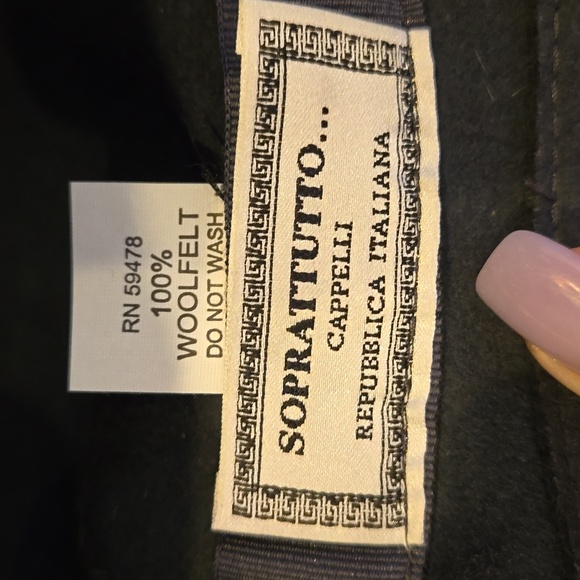 RN 59478
100%
WOOLFELT
DO NOT WASH
SOPRATTUTTO...
CAPPELLI
REPUBBLICA ITALIANA